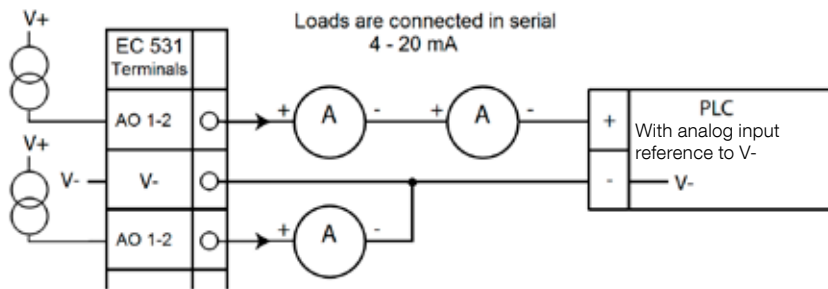 Loads are connected in serial
4 - 20 mA
V+
EC 531
Terminals
AO 1-2
+ A - + A - + PLC
With analog input
reference to V-
V+
V- V- - V-
AO 1-2 + A -